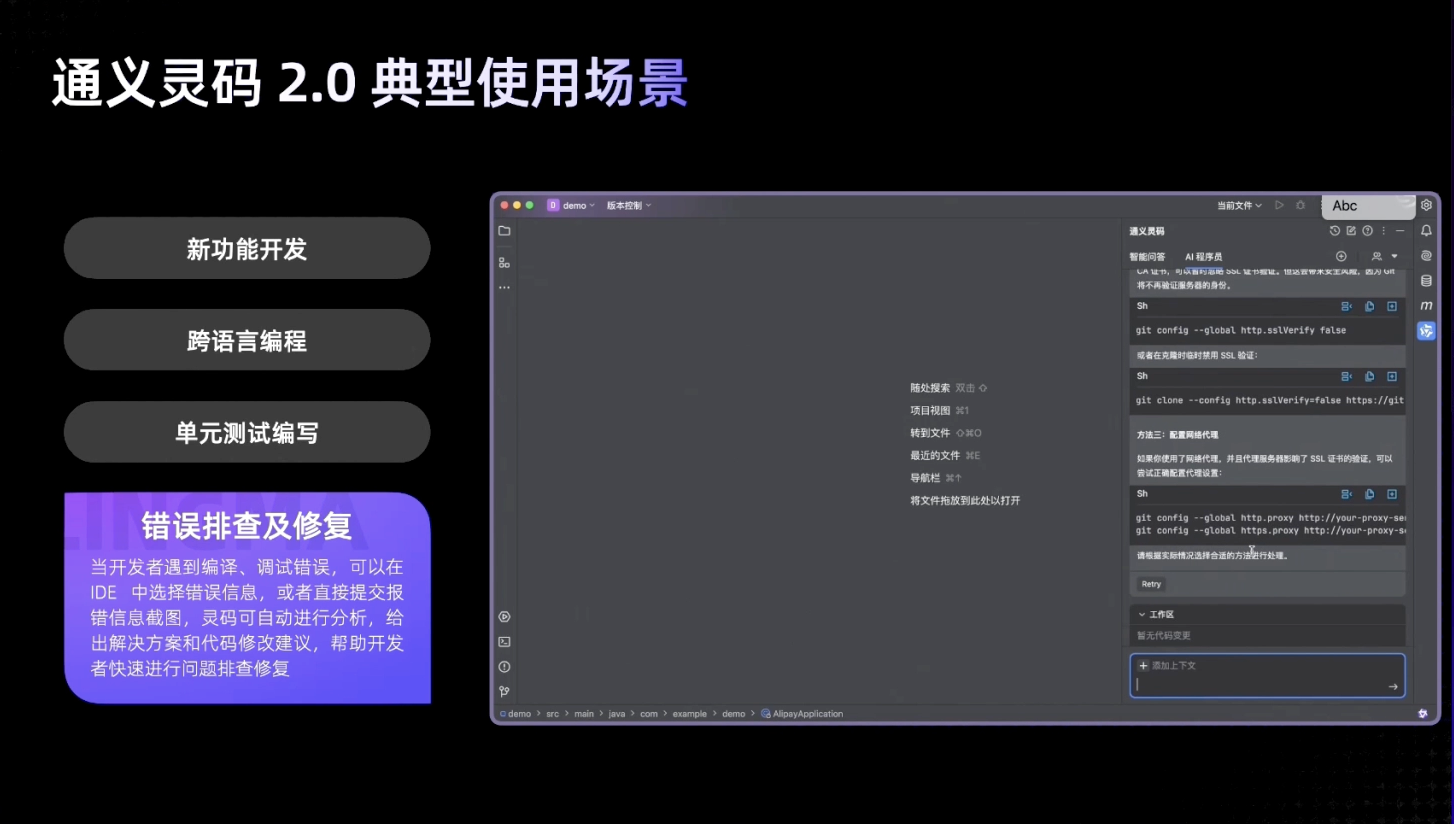 通义灵码 2.0 典型使用场景
新功能开发
跨语言编程
单元测试编写
错误排查及修复
当开发者遇到编译、调试错误，可以在
IDE 中选择错误信息，或者直接提交报
错信息截图，灵码可自动进行分析，给
出解决方案和代码修改建议，帮助开发
者快速进行问题排查修复
D demo 版本控制
当前文件
Abc
随处搜索 双击 ⇧
项目视图 ⌘1
转到文件 ⇧⌘O
最近的文件 ⌘E
导航栏 ⌘↑
将文件拖放到此处以打开
通义灵码
智能问答 AI 程序员
CA 证书，可以暂时忽略 SSL 证书验证。但这会带来安全风险，因为 Git
将不再验证服务器的身份。
Sh
git config --global http.sslVerify false
或者在克隆时临时禁用 SSL 验证：
Sh
git clone --config http.sslVerify=false https://git
方法三：配置网络代理
如果你使用了网络代理，并且代理服务器影响了 SSL 证书的验证，可以
尝试正确配置代理设置：
Sh
git config --global http.proxy http://your-proxy-se
git config --global https.proxy http://your-proxy-s
请根据实际情况选择合适的方法进行处理。
Retry
工作区
暂无代码变更
添加上下文
demo > src > main > java > com > example > demo > AlipayApplication
m